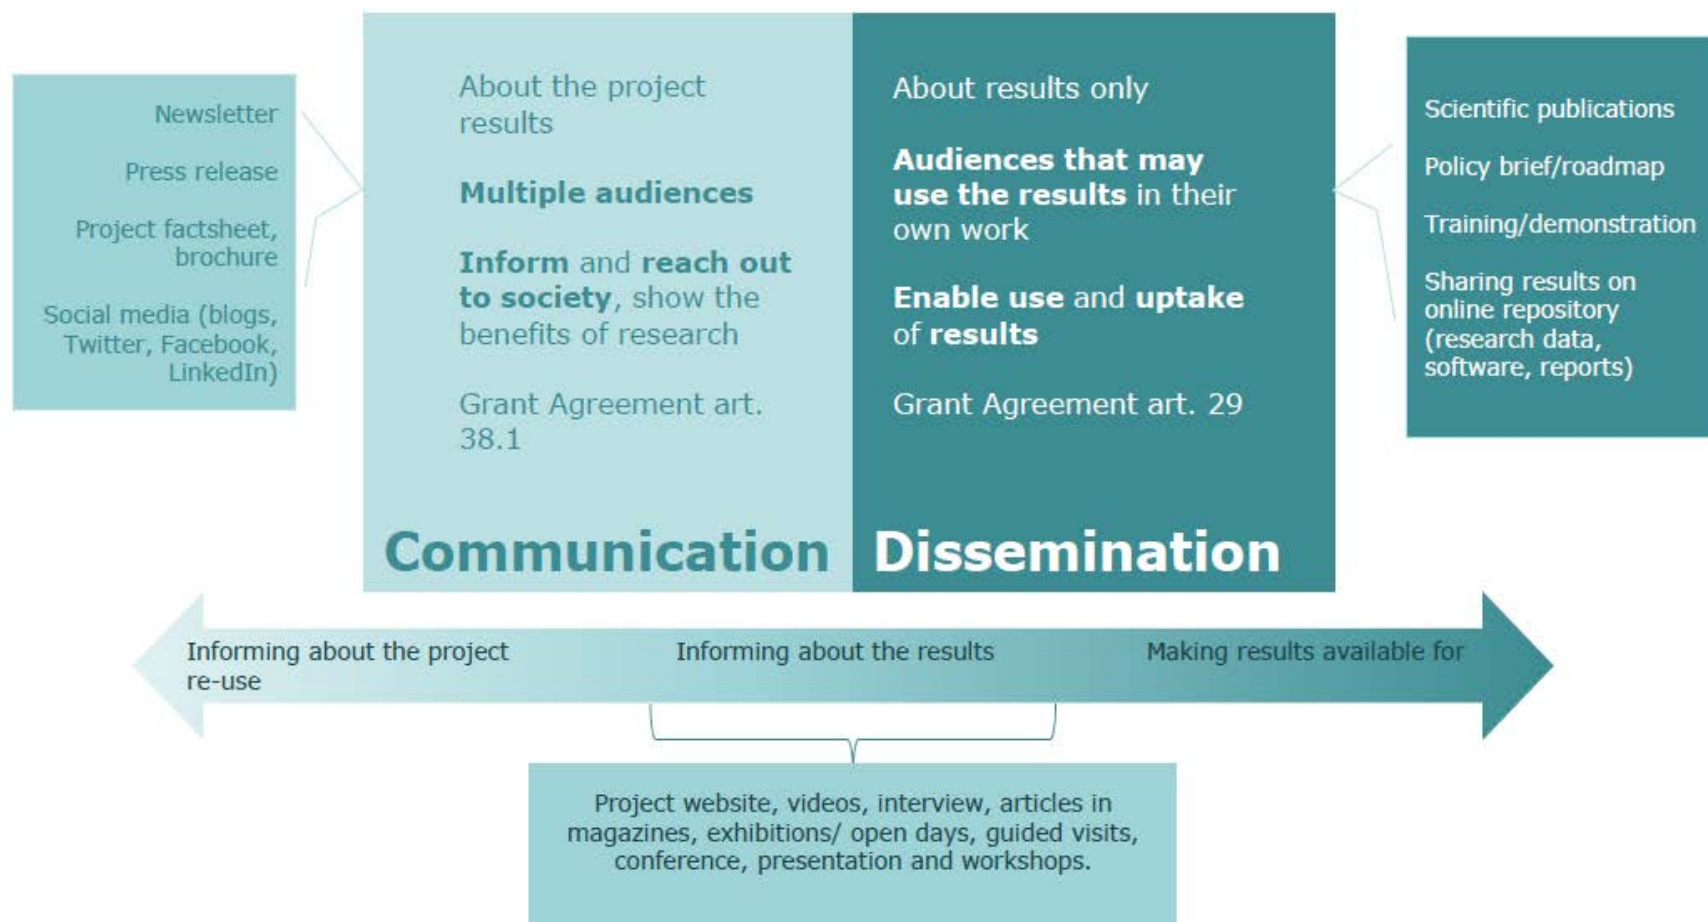 Newsletter
Press release
Project factsheet,
brochure
Social media (blogs,
Twitter, Facebook,
LinkedIn)
About the project
results
Multiple audiences
Inform and reach out
to society, show the
benefits of research
Grant Agreement art.
38.1
Communication
About results only
Audiences that may
use the results in their
own work
Enable use and uptake
of results
Grant Agreement art. 29
Dissemination
Scientific publications
Policy brief/roadmap
Training/demonstration
Sharing results on
online repository
(research data,
software, reports)
Informing about the project Informing about the results Making results available for
re-use
Project website, videos, interview, articles in
magazines, exhibitions/ open days, guided visits,
conference, presentation and workshops.